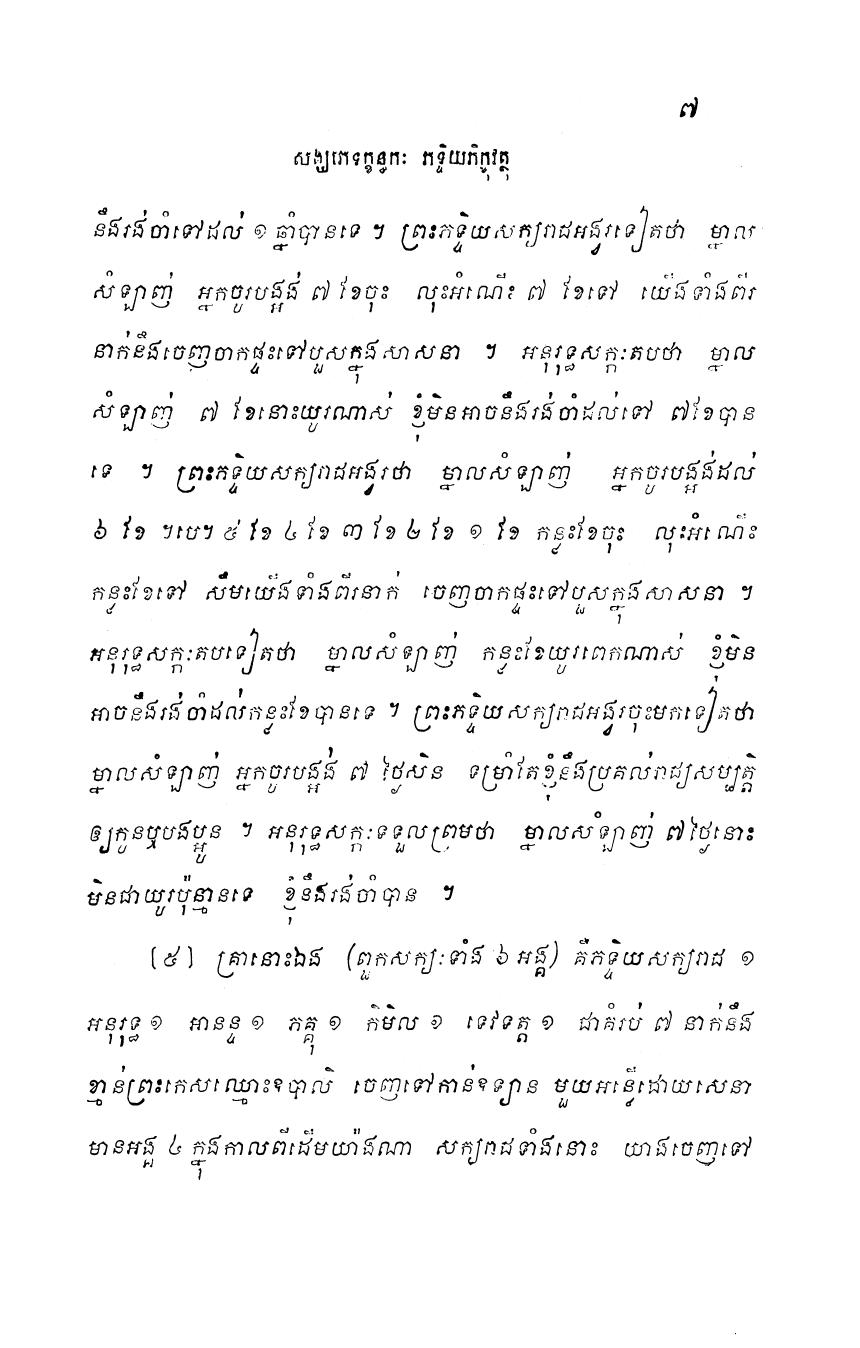 ៧
សង្ឃភេទក្ខន្ធកៈ ភទ្ទិយភិក្ខុវត្ថុ
នឹងរង់ចាំទៅដល់ ១ ឆ្នាំបានទេ ។ ព្រះភទ្ទិយសក្យរាជអង្វរទៀតថា ម្នាល
សំឡាញ់ អ្នកចូរបង្អង់ ៧ ខែចុះ លុះអំណើះ ៧ ខែទៅ យើងទាំងពីរ
នាក់នឹងចេញចាកផ្ទះទៅបួសក្នុងសាសនា ។ អនុរុទ្ធសក្កៈតបថា ម្នាល
សំឡាញ់ ៧ ខែនោះយូរណាស់ ខ្ញុំមិនអាចនឹងរង់ចាំដល់ទៅ ៧ខែបាន
ទេ ។ ព្រះភទ្ទិយសក្យរាជអង្វរថា ម្នាលសំឡាញ់ អ្នកចូរបង្អង់ដល់
៦ ខែ ។បេ។ ៥ ខែ ៤ ខែ ៣ ខែ ២ ខែ ១ ខែ កន្លះខែចុះ លុះអំណើះ
កន្លះខែទៅ សឹមយើងទាំងពីរនាក់ ចេញចាកផ្ទះទៅបួសក្នុងសាសនា ។
អនុរុទ្ធសក្កៈតបទៀតថា ម្នាលសំឡាញ់ កន្លះខែយូរពេកណាស់ ខ្ញុំមិន
អាចនឹងរង់ចាំដល់កន្លះខែបានទេ ។ ព្រះភទ្ទិយសក្យរាជអង្វរចុះមកទៀតថា
ម្នាលសំឡាញ់ អ្នកចូរបង្អង់ ៧ ថ្ងៃសិន ទម្រាំតែខ្ញុំនឹងប្រគល់រាជ្យសម្បត្តិ
ឲ្យកូនឬបងប្អូន ។ អនុរុទ្ធសក្កៈទទួលព្រមថា ម្នាលសំឡាញ់ ៧ ថ្ងៃនោះ
មិនជាយូរប៉ុន្មានទេ ខ្ញុំនឹងរង់ចាំបាន ។
(៥) គ្រានោះឯង (ពួកសក្យៈទាំង ៦ អង្គ) គឺភទ្ទិយសក្យរាជ ១
អនុរុទ្ធ ១ អានន្ទ ១ ភគ្គុ ១ កិមិល ១ ទេវទត្ត ១ ជាគំរប់ ៧ នាក់នឹង
ខ្មាន់ព្រះកេសឈ្មោះឧបាលិ ចេញទៅកាន់ឧទ្យាន មួយអន្លើដោយសេនា
មានអង្គ ៤ ក្នុងកាលពីដើមយ៉ាងណា សក្យរាជទាំងនោះ យាងចេញទៅ